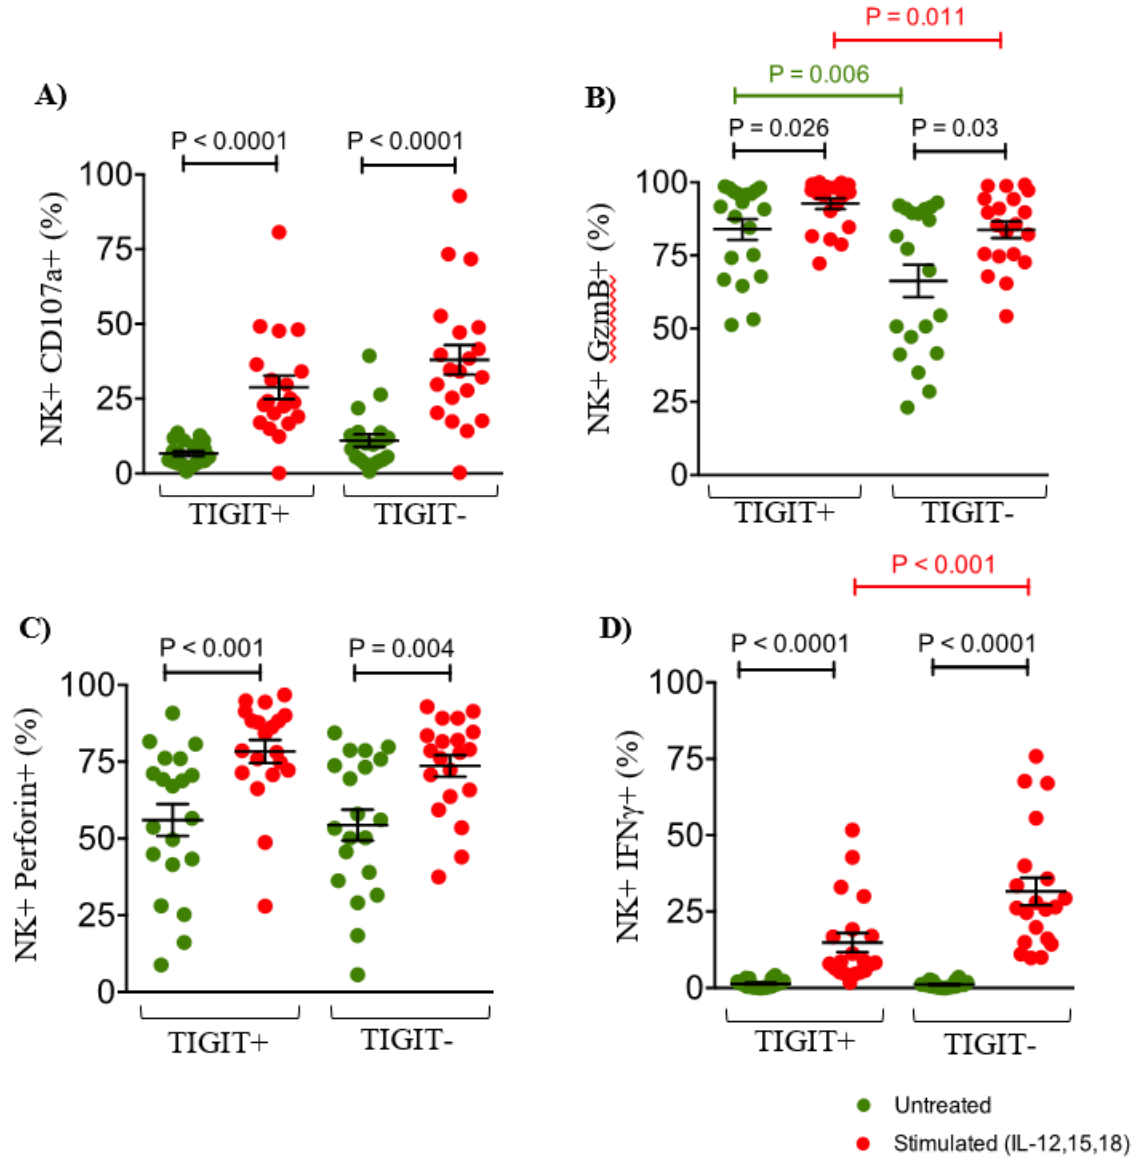 A)
P < 0.0001
P < 0.0001
NK+ CD107a+ (%)
100
75
50
25
0
TIGIT+
TIGIT-
P = 0.011
P = 0.006
B)
P = 0.026
P = 0.03
NK+ GzmB+ (%)
100
75
50
25
0
TIGIT+
TIGIT-
C)
P < 0.001
P = 0.004
NK+ Perforin+ (%)
100
75
50
25
0
TIGIT+
TIGIT-
P < 0.001
D)
P < 0.0001
P < 0.0001
NK+ IFNγ+ (%)
100
75
50
25
0
TIGIT+
TIGIT-
Untreated
Stimulated (IL-12,15,18)